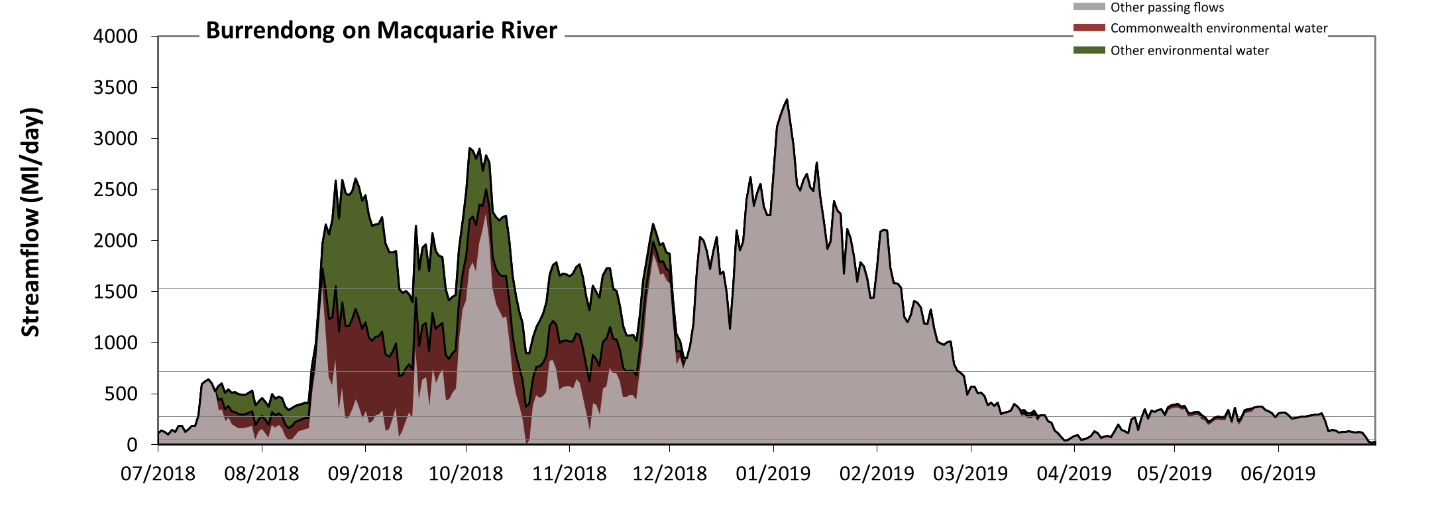 Other passing flows
Burrendong on Macquarie River
Commonwealth environmental water
Other environmental water
Streamflow (Ml/day)
4000
3500
3000
2500
2000
1500
1000
500
0
07/2018 08/2018 09/2018 10/2018 11/2018 12/2018 01/2019 02/2019 03/2019 04/2019 05/2019 06/2019